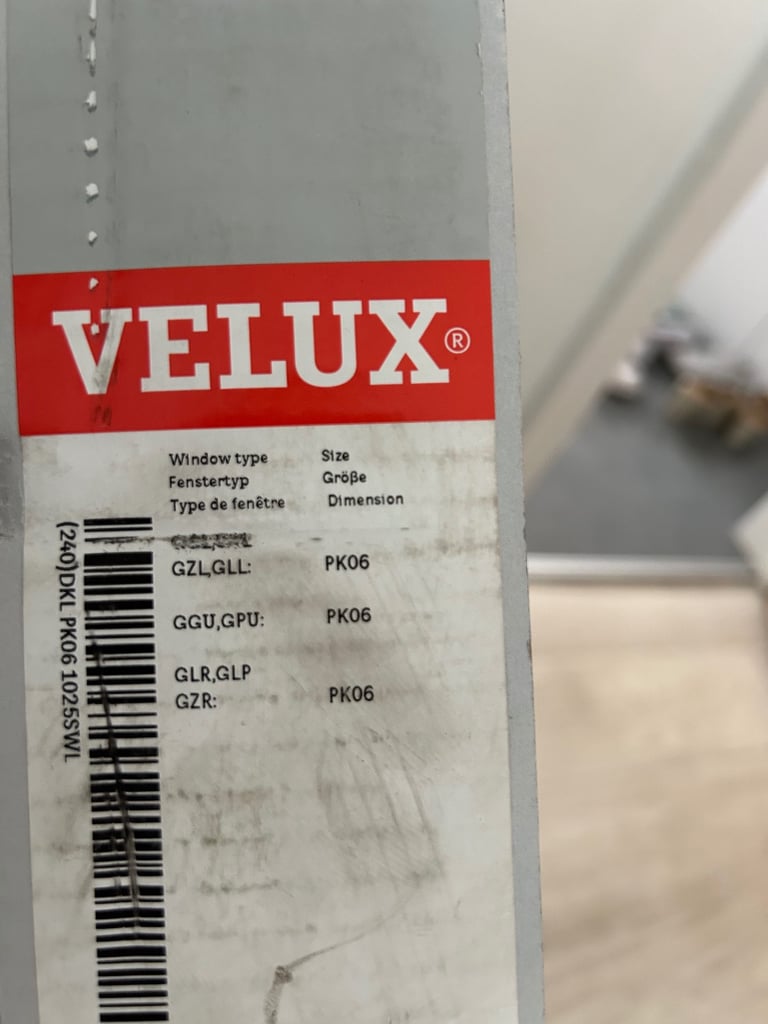 VELUX®
Window type Size
Fenstertyp Größe
Type de fenêtre Dimension
GZL,GLL: PK06
GGU,GPU: PK06
GLR,GLP
GZR: PK06
(240)DKL PK06 1025SWL